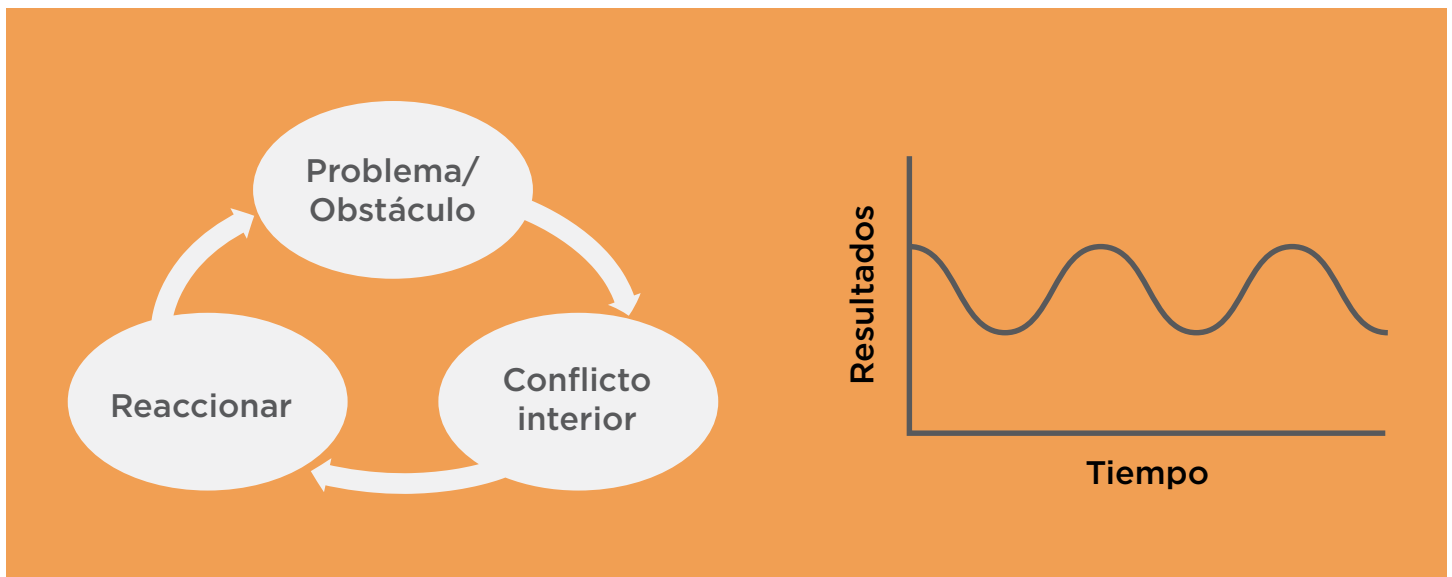 Problema/
Obstáculo
Conflicto
interior
Reaccionar
Resultados
Tiempo